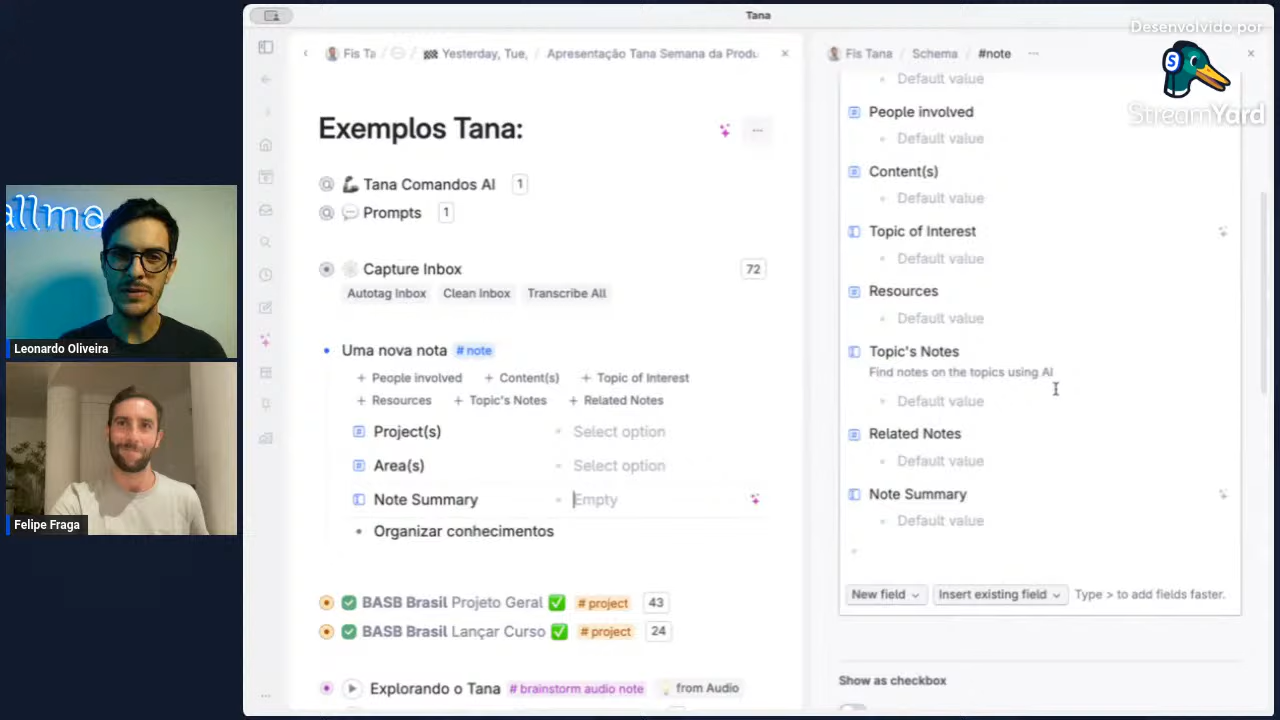 Tana
Desenvolvido por
StreamYard
Yesterday, Tue, / Apresentação Tana Semana da Produ
Fis Tana / Schema / #note
Exemplos Tana:
Tana Comandos AI 1
Prompts 1
Capture Inbox 72
Autotag Inbox Clean Inbox Transcribe All
Uma nova nota # note
+ People involved + Content(s) + Topic of Interest
+ Resources + Topic's Notes + Related Notes
Project(s) Select option
Area(s) Select option
Note Summary Empty
Organizar conhecimentos
BASB Brasil Projeto Geral # project 43
BASB Brasil Lançar Curso # project 24
Explorando o Tana # brainstorm audio note from Audio
Default value
People involved
Default value
Content(s)
Default value
Topic of Interest
Default value
Resources
Default value
Topic's Notes
Find notes on the topics using AI
Default value
Related Notes
Default value
Note Summary
Default value
New field Insert existing field Type > to add fields faster.
Show as checkbox
allma
Leonardo Oliveira
Felipe Fraga